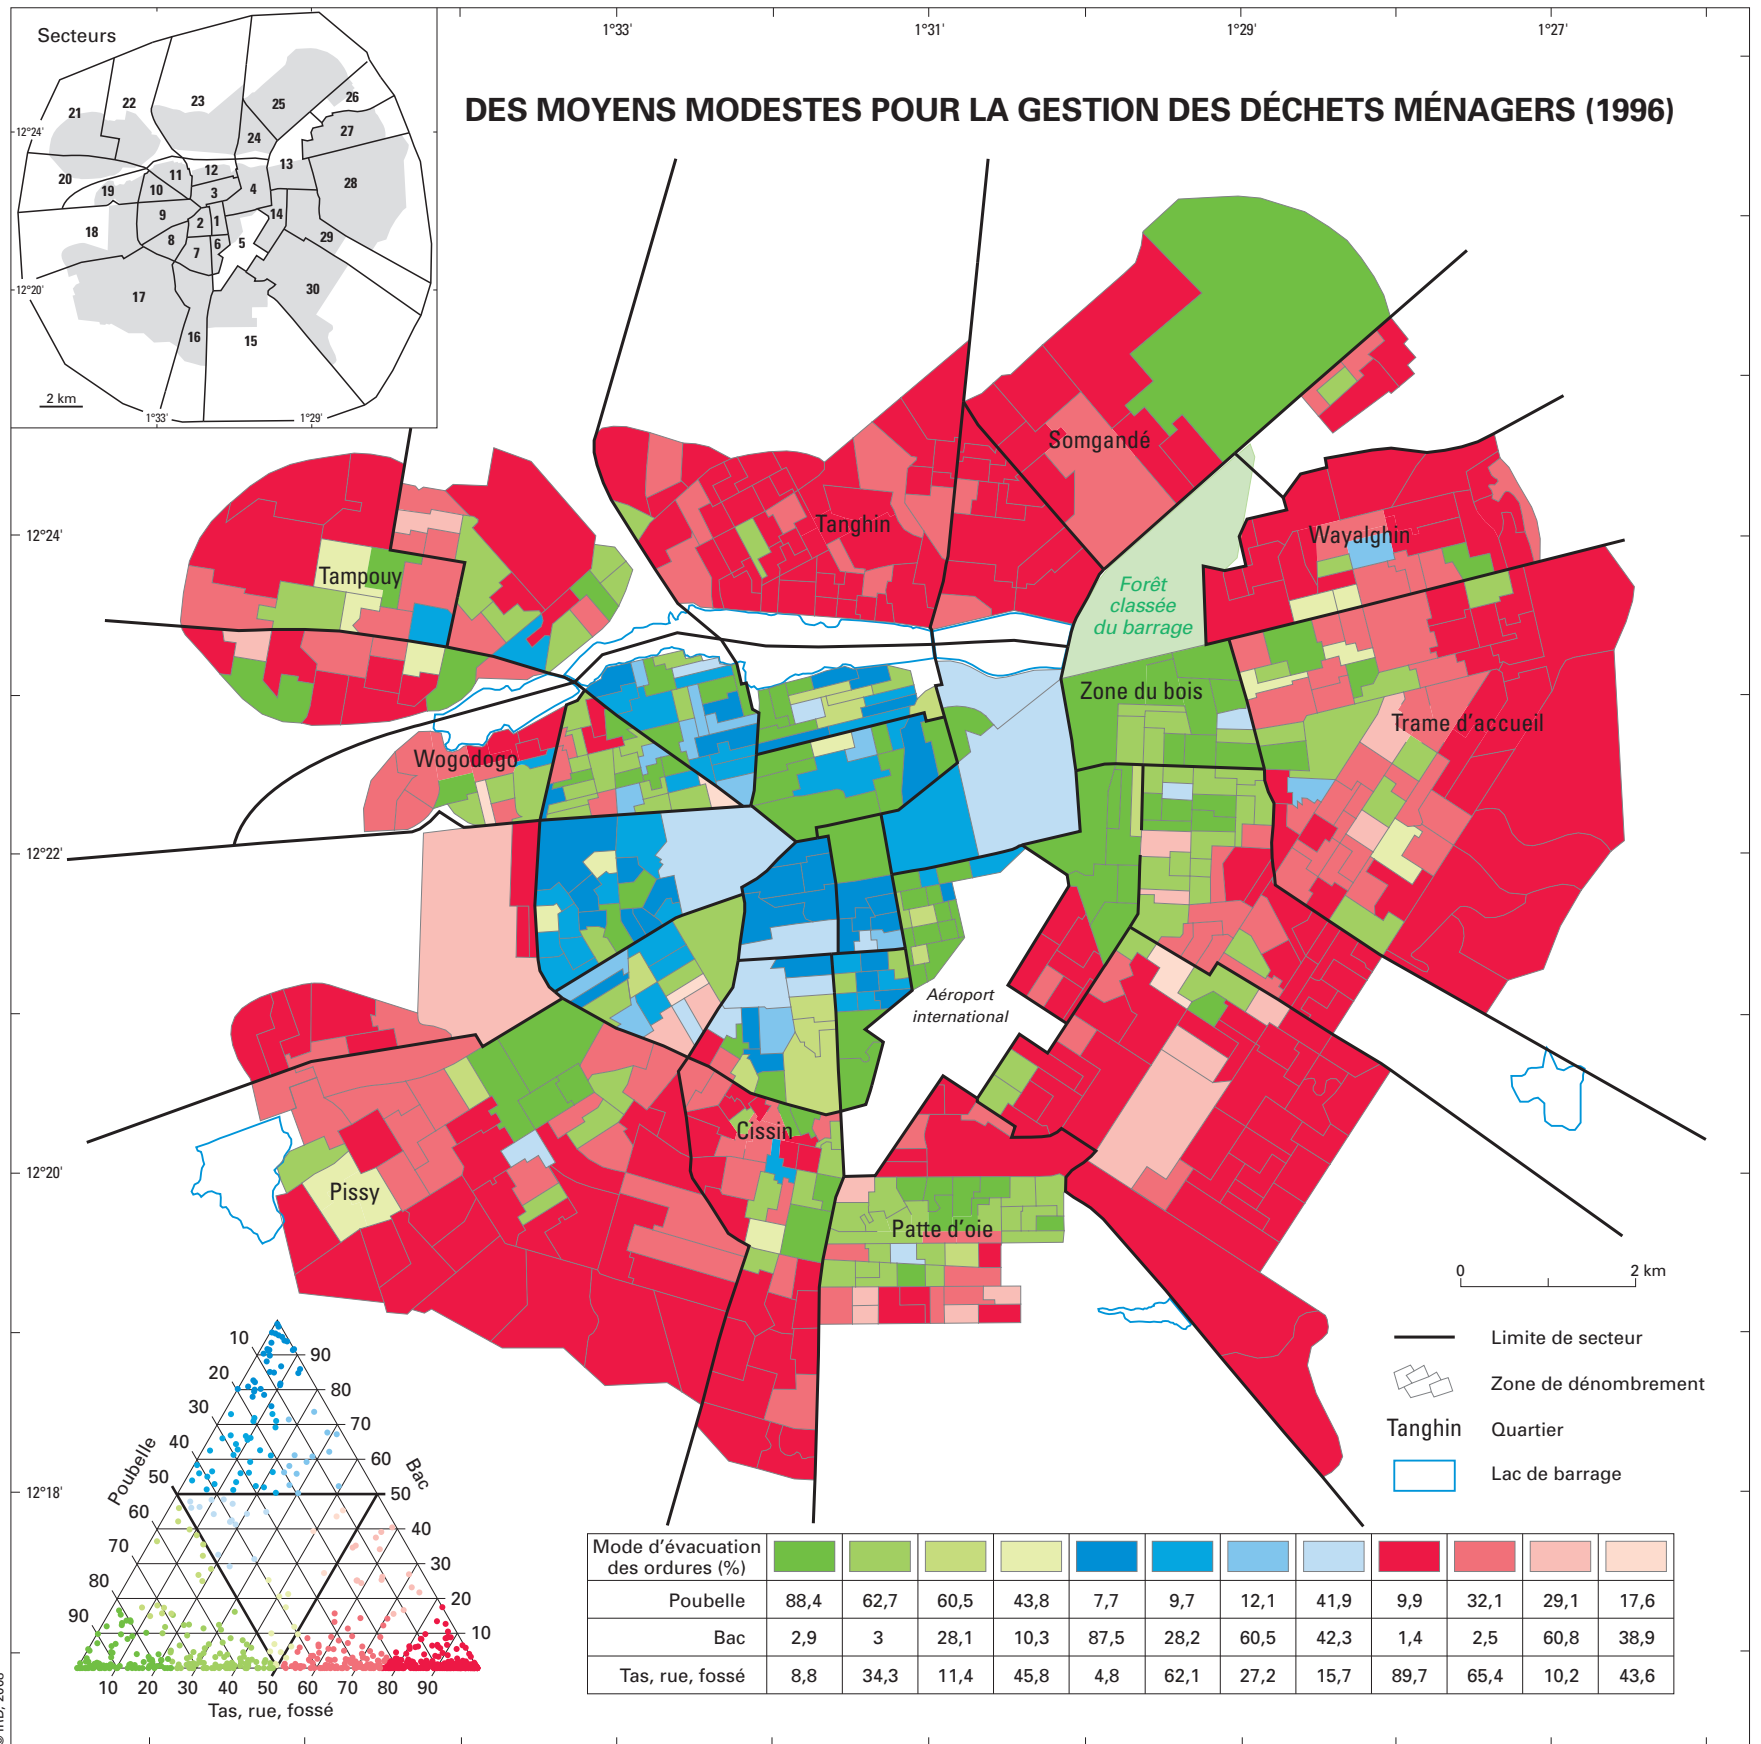 Secteurs
21
22
23
25
26
24
27
13
20
19
11
12
10
3
4
28
9
2
1
14
18
8
6
5
29
7
17
30
16
15
12°24'
12°20'
2 km
1°33'
1°29'
1°33'
1°31'
1°29'
1°27'
DES MOYENS MODESTES POUR LA GESTION DES DÉCHETS MÉNAGERS (1996)
12°24'
12°22'
12°20'
12°18'
Somgandé
Tanghin
Wayalghin
Tampouy
Forêt
classée
du barrage
Zone du bois
Trame d'accueil
Wogodogo
Aéroport
international
Cissin
Pissy
Patte d'oie
0 2 km
Limite de secteur
Zone de dénombrement
Tanghin Quartier
Lac de barrage
Poubelle
10
20
30
40
50
60
70
80
90
Bac
90
80
70
60
50
40
30
20
10
10 20 30 40 50 60 70 80 90
Tas, rue, fossé
Mode d'évacuation
des ordures (%)
Poubelle 88,4 62,7 60,5 43,8 7,7 9,7 12,1 41,9 9,9 32,1 29,1 17,6
Bac 2,9 3 28,1 10,3 87,5 28,2 60,5 42,3 1,4 2,5 60,8 38,9
Tas, rue, fossé 8,8 34,3 11,4 45,8 4,8 62,1 27,2 15,7 89,7 65,4 10,2 43,6